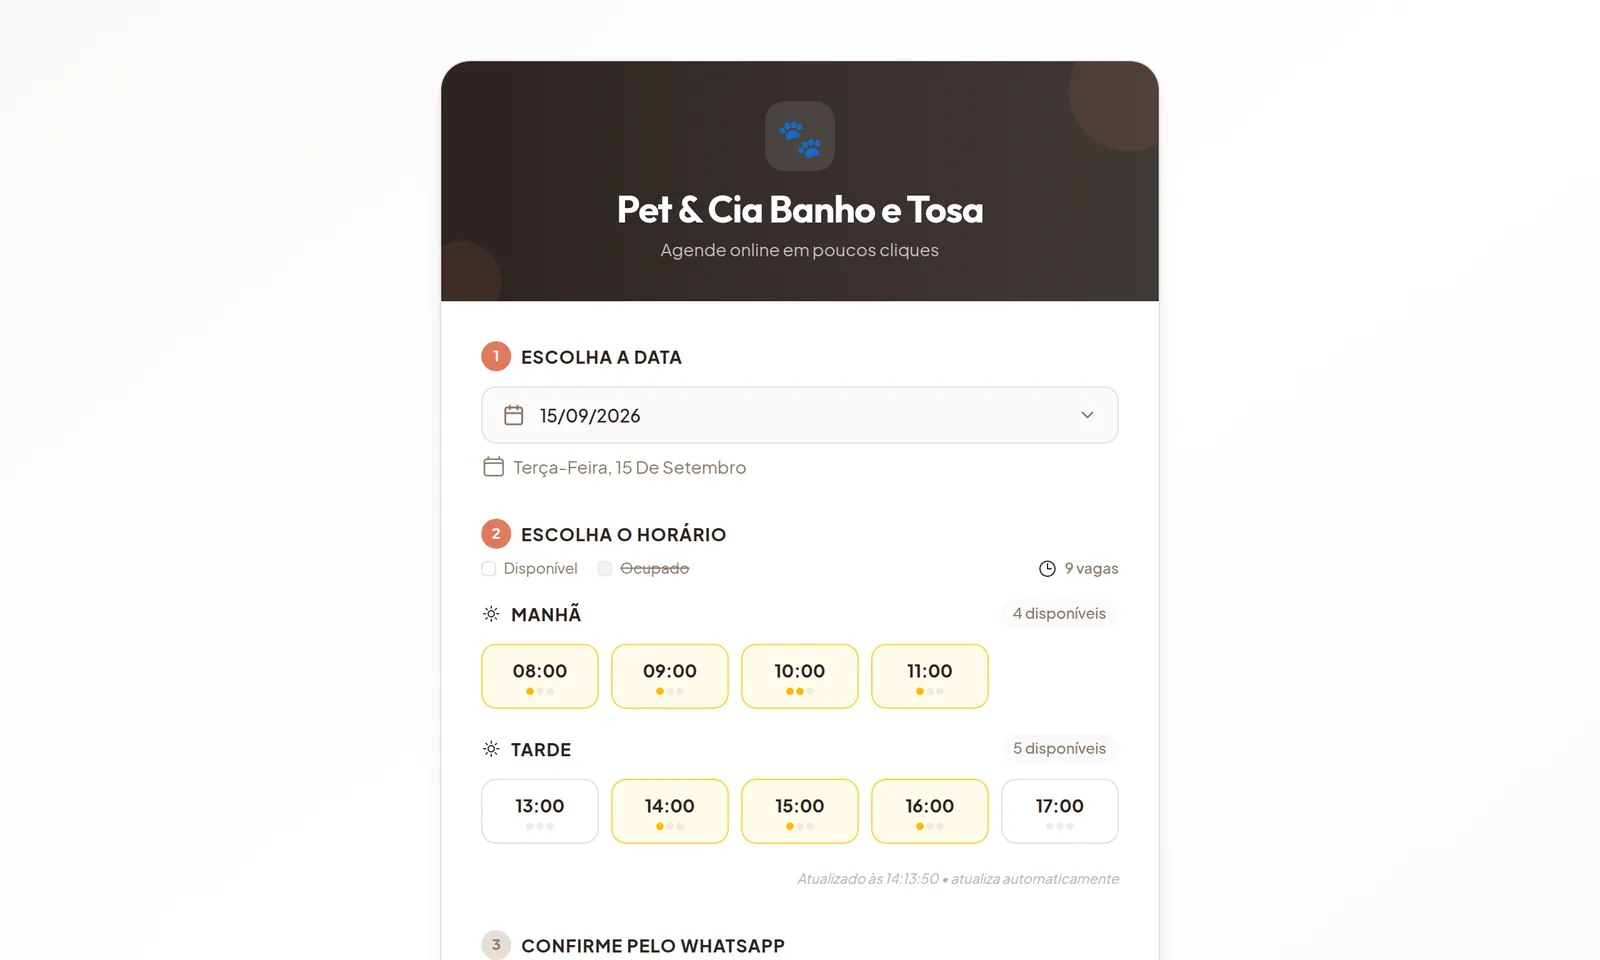 Pet & Cia Banho e Tosa
Agende online em poucos cliques
1 ESCOLHA A DATA
15/09/2026
Terça-Feira, 15 De Setembro
2 ESCOLHA O HORÁRIO
Disponível Ocupado 9 vagas
MANHÃ 4 disponíveis
08:00 09:00 10:00 11:00
TARDE 5 disponíveis
13:00 14:00 15:00 16:00 17:00
Atualizado às 14:13:50 • atualiza automaticamente
3 CONFIRME PELO WHATSAPP